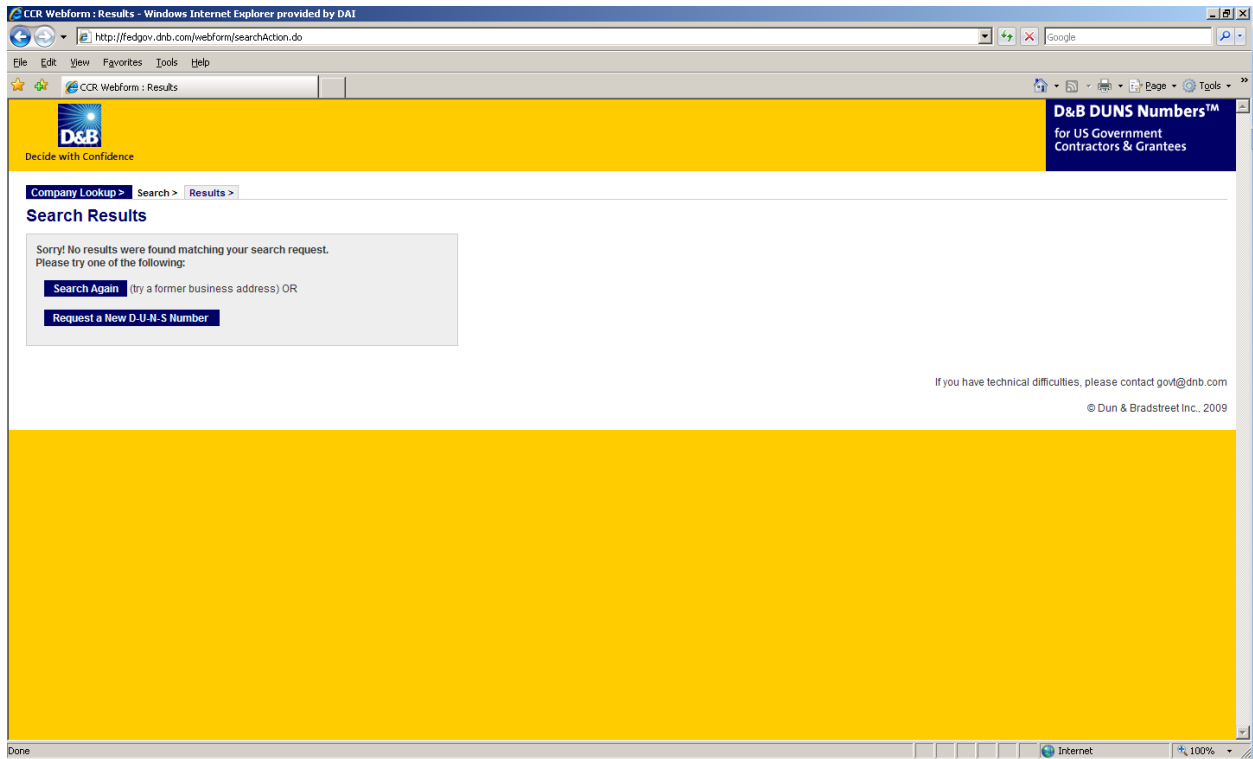 CCR Webform : Results - Windows Internet Explorer provided by DAI
http://fedgov.dnb.com/webform/searchAction.do
Google
File Edit View Favorites Tools Help
CCR Webform : Results
Page Tools »
D&B
Decide with Confidence
D&B DUNS Numbers™
for US Government
Contractors & Grantees
Company Lookup > Search > Results >
Search Results
Sorry! No results were found matching your search request.
Please try one of the following:
Search Again (try a former business address) OR
Request a New D-U-N-S Number
If you have technical difficulties, please contact govt@dnb.com
© Dun & Bradstreet Inc., 2009
Done
Internet
100%